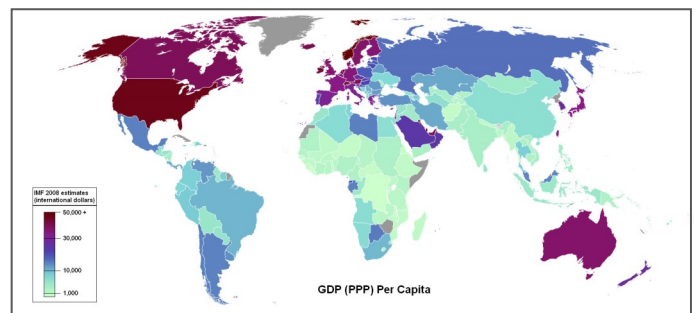 IMF 2008 estimates
(international dollars)
50,000 +
30,000
10,000
1,000
GDP (PPP) Per Capita